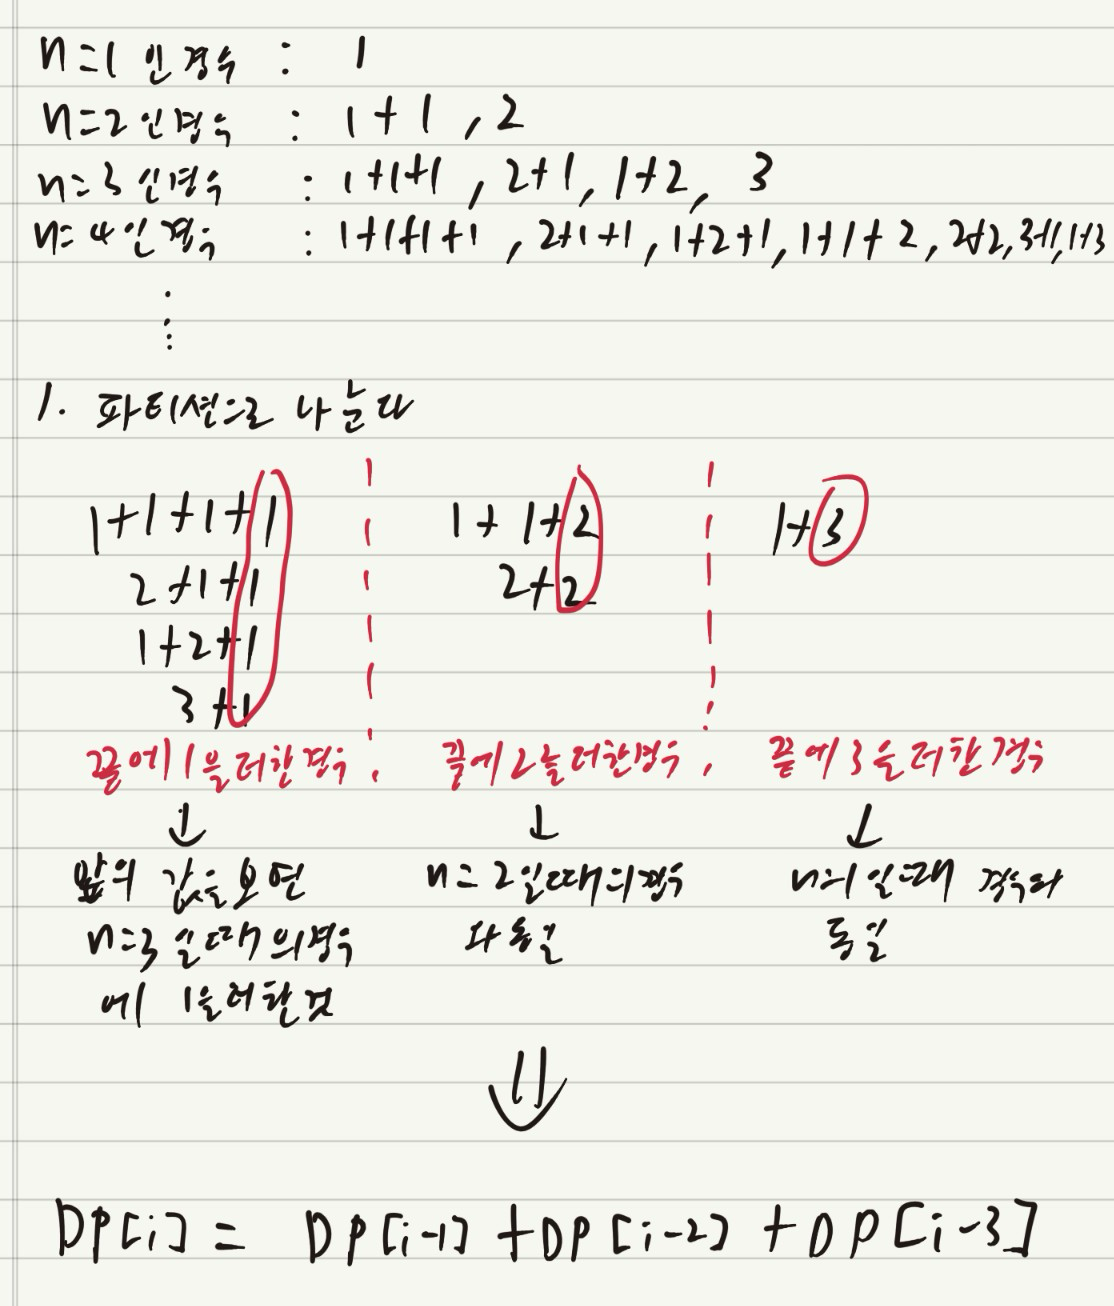 n=1 인경우 : 1
n=2 인경우 : 1+1 , 2
n=3 인경우 : 1+1+1 , 2+1, 1+2, 3
n=4 인경우 : 1+1+1+1 , 2+1+1, 1+2+1, 1+1+2, 2+2, 3+1, 1+3
1. 파티션으로 나눈다
1+1+1+1
2+1+1
1+2+1
3+1
끝에 1을 더한 경우,
앞의 값을 보면
n=3 일때의 경우
에 1을 더한 것
1+1+2
2+2
끝에 2를 더한경우,
n=2일때의 경우
와 동일
1+3
끝에 3을 더한 경우
n=1 일때 경우와
동일
DP[i] = DP[i-1] + DP[i-2] + DP[i-3]